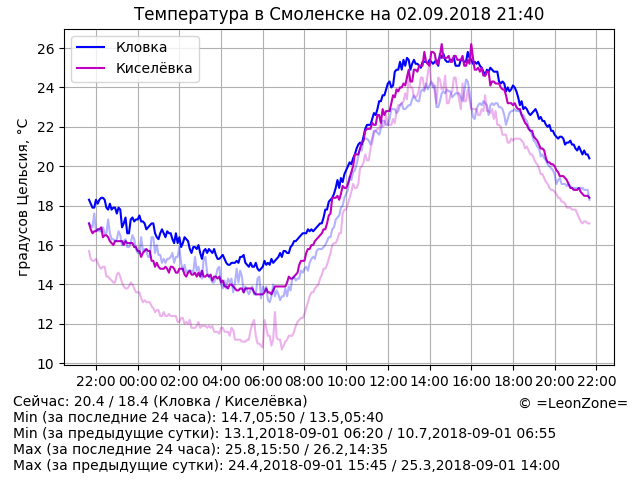 Температура в Смоленске на 02.09.2018 21:40
Кловка
Киселёвка
градусов Цельсия, °C
26
24
22
20
18
16
14
12
10
22:00 00:00 02:00 04:00 06:00 08:00 10:00 12:00 14:00 16:00 18:00 20:00 22:00
Сейчас: 20.4 / 18.4 (Кловка / Киселёвка)
© =LeonZone=
Min (за последние 24 часа): 14.7,05:50 / 13.5,05:40
Min (за предыдущие сутки): 13.1,2018-09-01 06:20 / 10.7,2018-09-01 06:55
Max (за последние 24 часа): 25.8,15:50 / 26.2,14:35
Max (за предыдущие сутки): 24.4,2018-09-01 15:45 / 25.3,2018-09-01 14:00